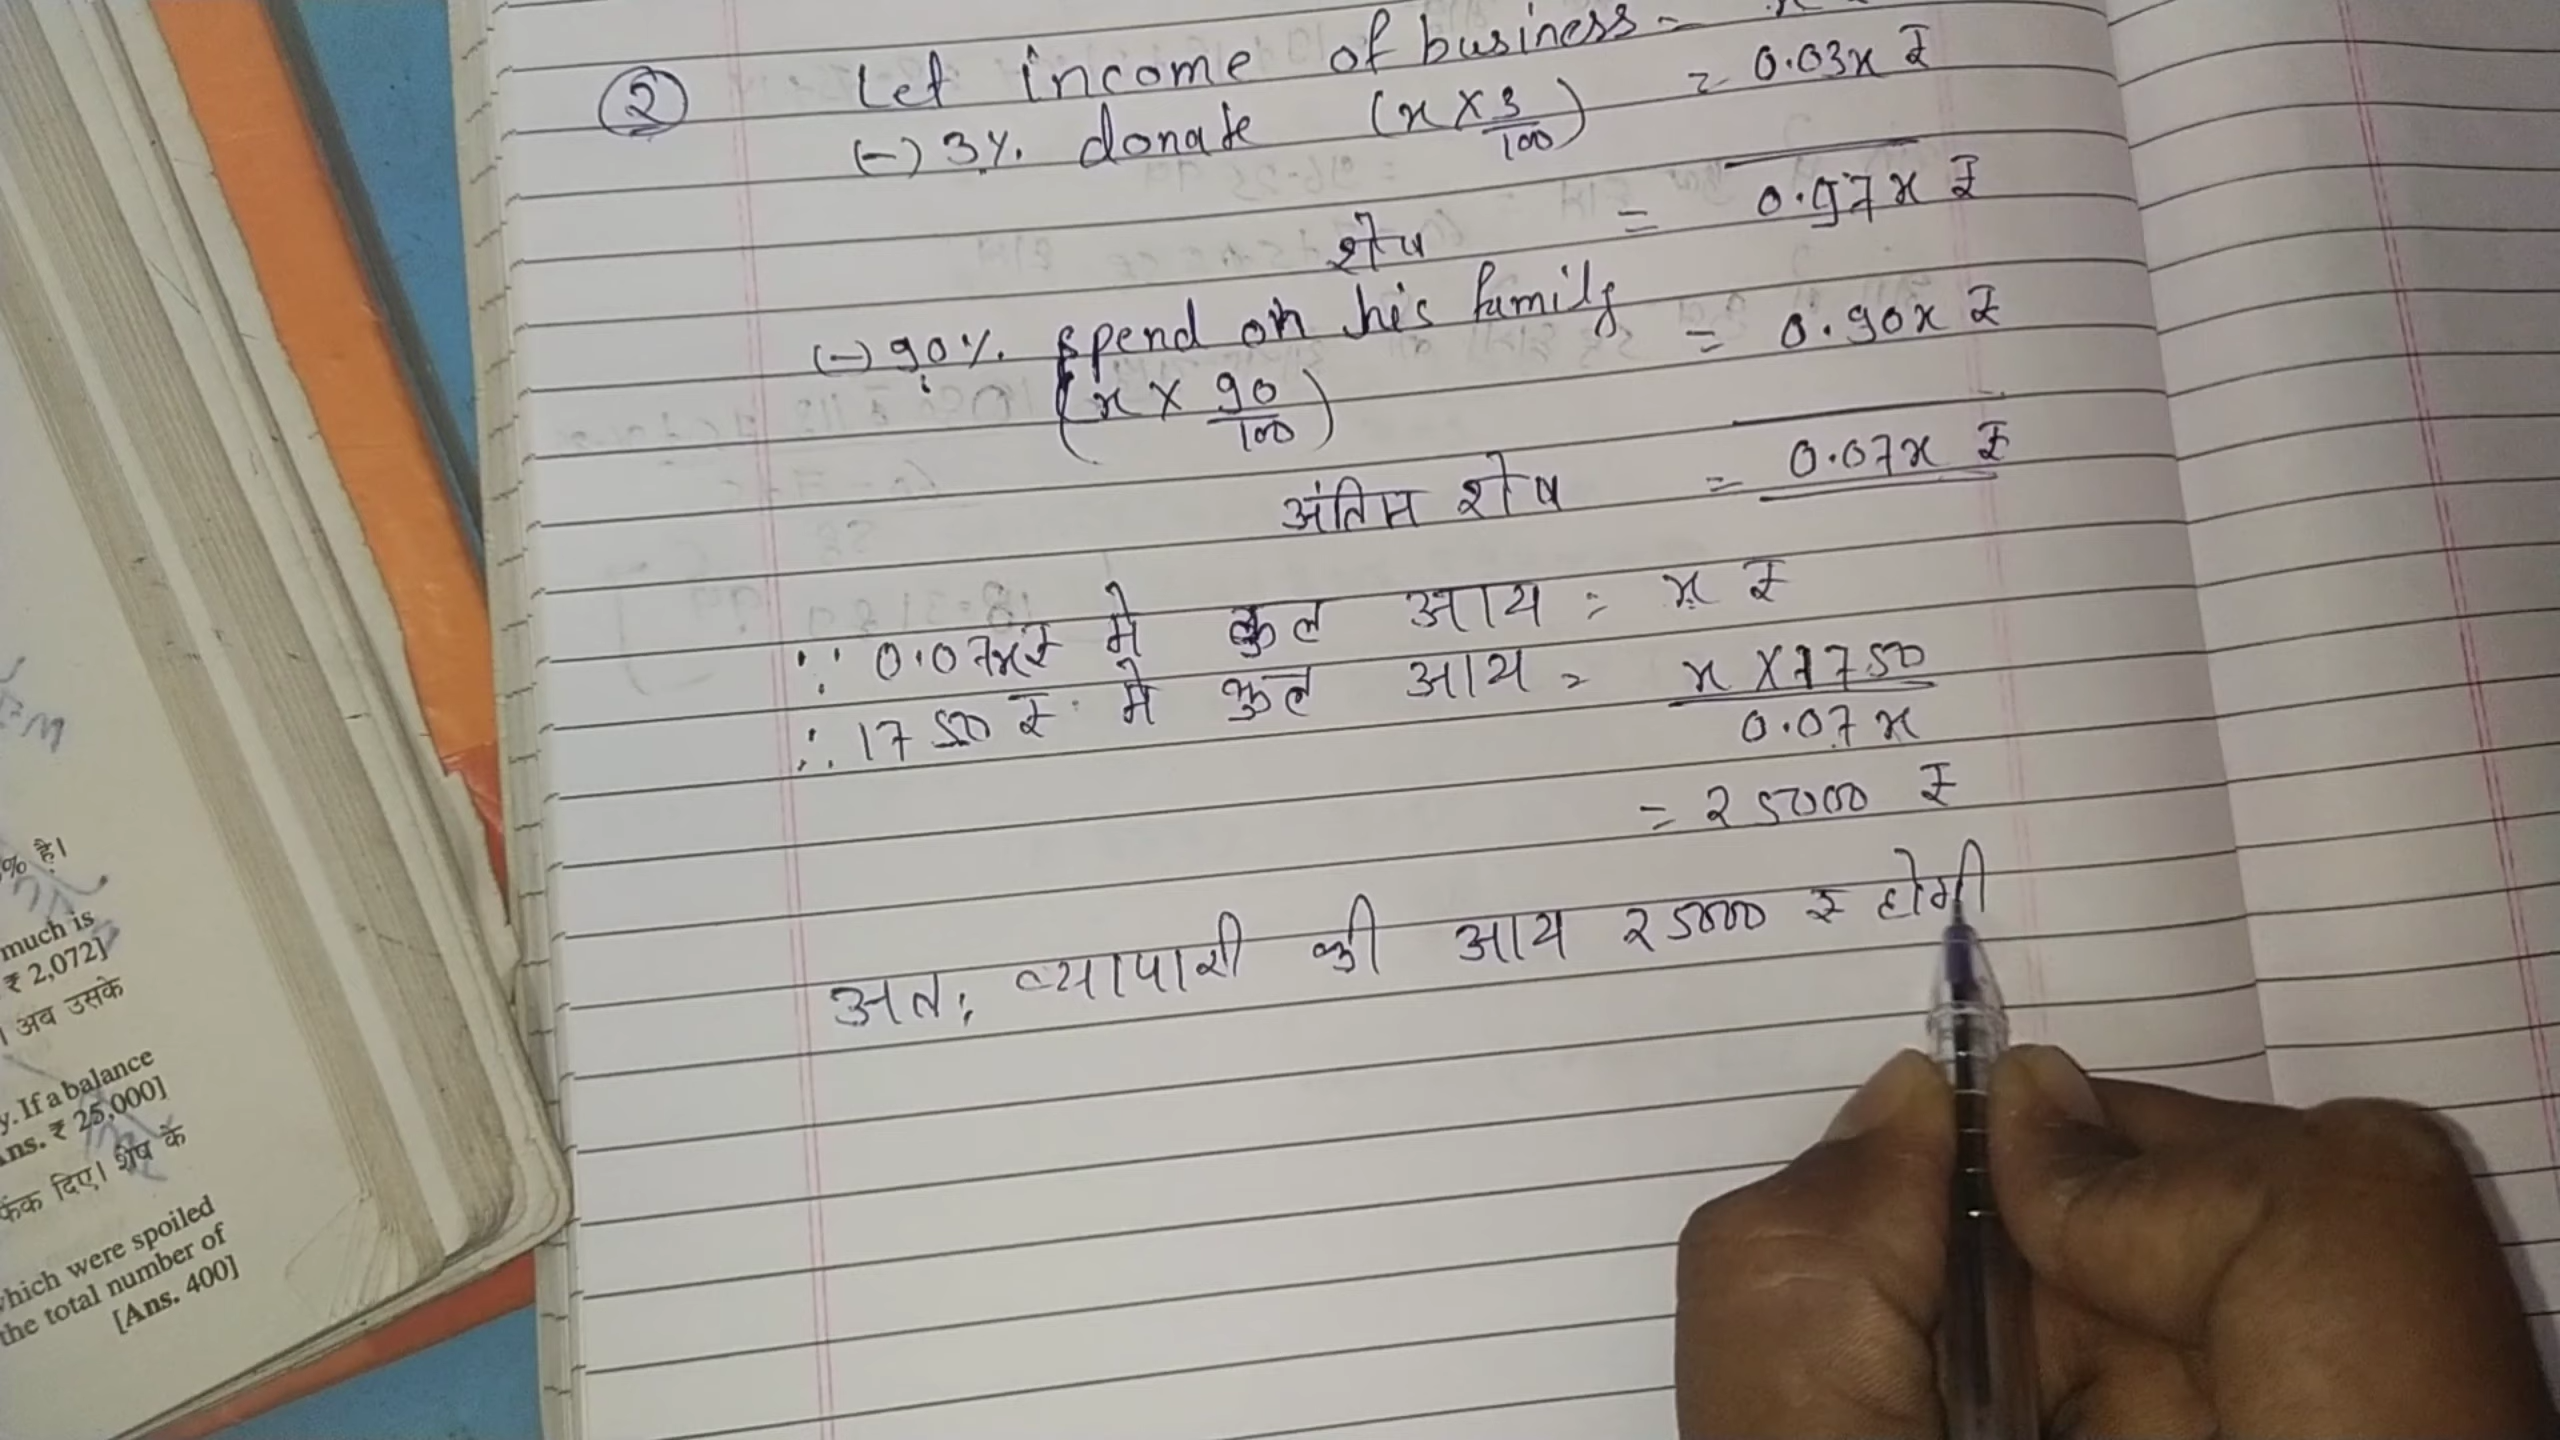 ② Let income of business =
(-) 3%. donate (x × 3/100) = 0.03x ₹
शेष = 0.97x ₹
(-) 90%. spend on his family = 0.90x ₹
(x × 90/100)
अंतिम शेष = 0.07x ₹
∵ 0.07x ₹ मे कुल आय = x ₹
∴ 1750 ₹ मे कुल आय = x × 1750 / 0.07x
= 25000 ₹
अत: व्यापारी की आय 25000 ₹ होगी
% है।
much is
₹ 2,072]
। अब उसके
y. If a balance
ns. ₹ 25,000]
फेंक दिए। शेष के
which were spoiled
the total number of
[Ans. 400]